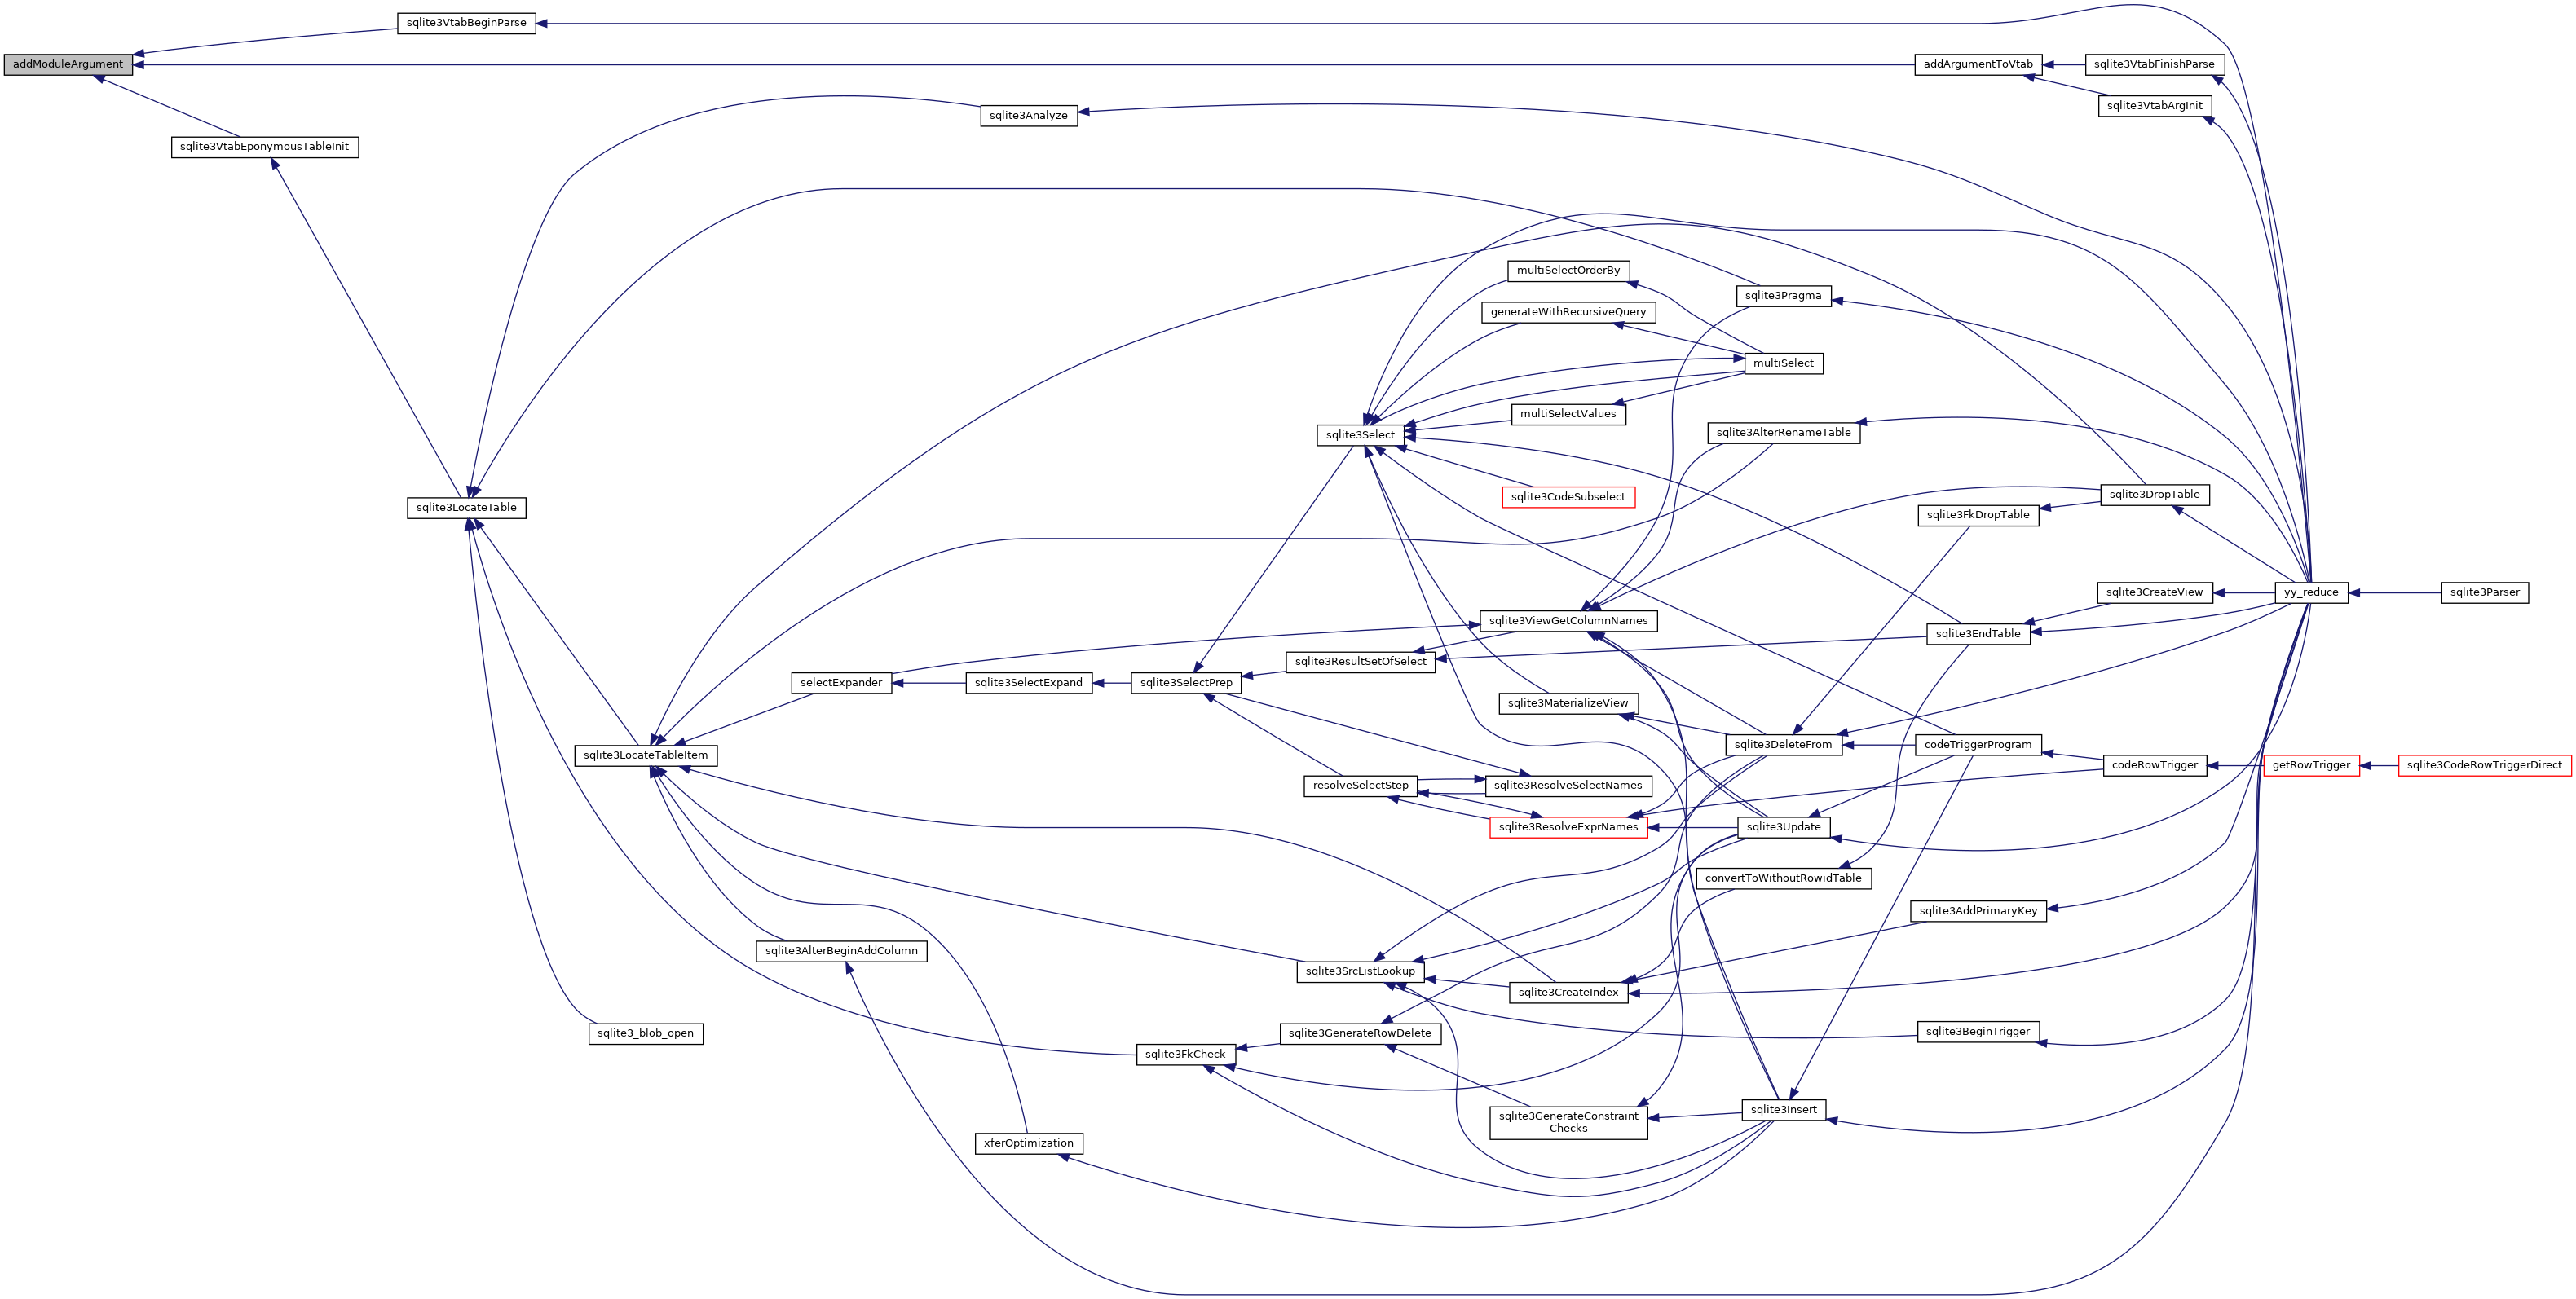 sqlite3VtabBeginParse
addModuleArgument
addArgumentToVtab
sqlite3VtabFinishParse
sqlite3VtabArgInit
sqlite3Analyze
sqlite3VtabEponymousTableInit
multiSelectOrderBy
sqlite3Pragma
generateWithRecursiveQuery
multiSelect
multiSelectValues
sqlite3Select
sqlite3AlterRenameTable
sqlite3CodeSubselect
sqlite3DropTable
sqlite3LocateTable
sqlite3FkDropTable
sqlite3CreateView
yy_reduce
sqlite3Parser
sqlite3ViewGetColumnNames
sqlite3EndTable
sqlite3ResultSetOfSelect
selectExpander
sqlite3SelectExpand
sqlite3SelectPrep
sqlite3MaterializeView
sqlite3LocateTableItem
sqlite3DeleteFrom
codeTriggerProgram
codeRowTrigger
getRowTrigger
sqlite3CodeRowTriggerDirect
resolveSelectStep
sqlite3ResolveSelectNames
sqlite3ResolveExprNames
sqlite3Update
convertToWithoutRowidTable
sqlite3AddPrimaryKey
sqlite3AlterBeginAddColumn
sqlite3SrcListLookup
sqlite3CreateIndex
sqlite3_blob_open
sqlite3GenerateRowDelete
sqlite3BeginTrigger
sqlite3FkCheck
sqlite3GenerateConstraint
Checks
sqlite3Insert
xferOptimization